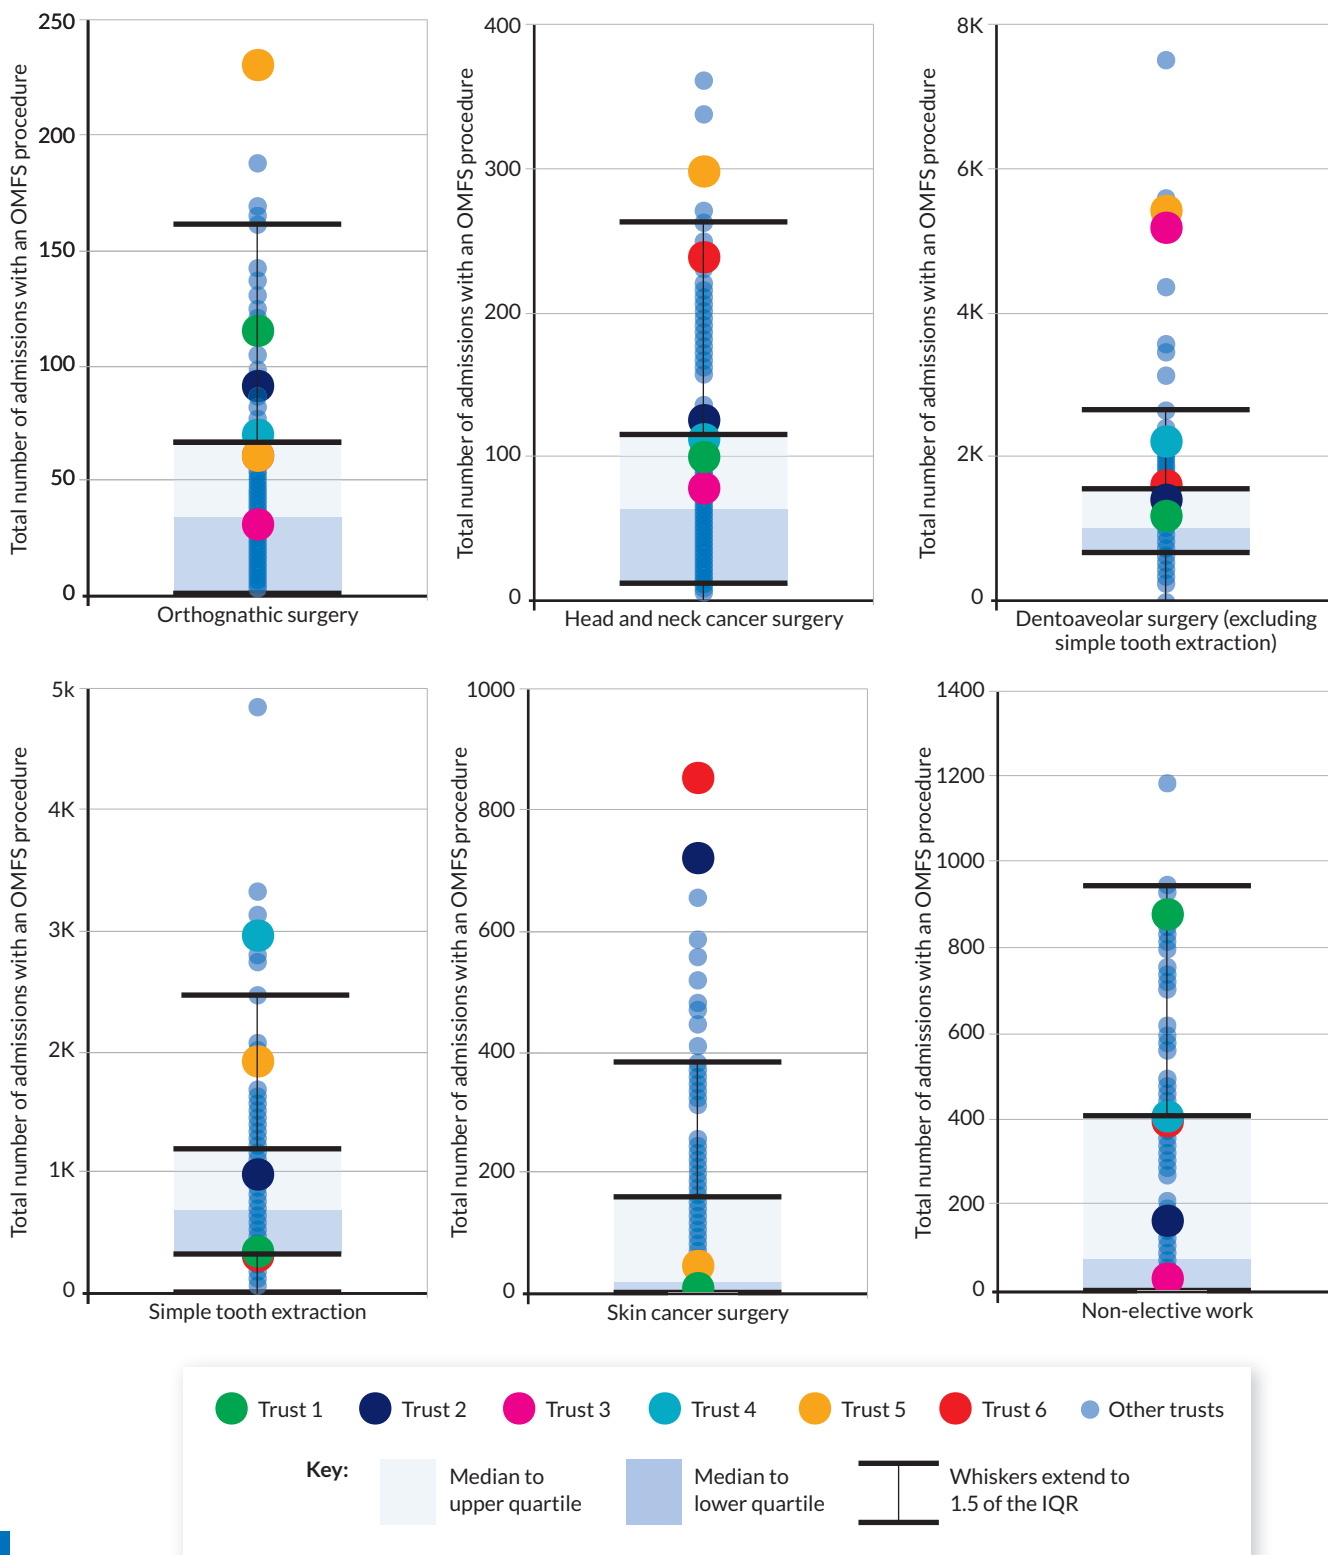 Total number of admissions with an OMFS procedure
250
200
150
100
50
0
Orthognathic surgery
Total number of admissions with an OMFS procedure
400
300
200
100
0
Head and neck cancer surgery
Total number of admissions with an OMFS procedure
8K
6K
4K
2K
0
Dentoaveolar surgery (excluding
simple tooth extraction)
Total number of admissions with an OMFS procedure
5k
4K
3K
2K
1K
0
Simple tooth extraction
Total number of admissions with an OMFS procedure
1000
800
600
400
200
0
Skin cancer surgery
Total number of admissions with an OMFS procedure
1400
1200
1000
800
600
400
200
0
Non-elective work
Trust 1
Trust 2
Trust 3
Trust 4
Trust 5
Trust 6
Other trusts
Key:
Median to
upper quartile
Median to
lower quartile
Whiskers extend to
1.5 of the IQR